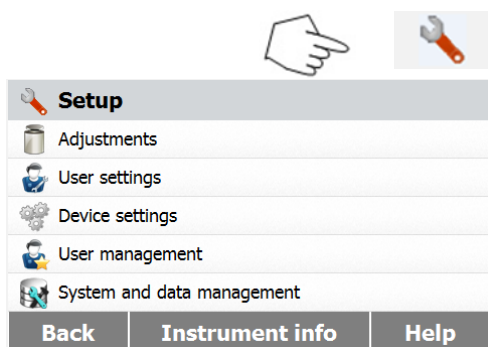 Setup
Adjustments
User settings
Device settings
User management
System and data management
Back Instrument info Help